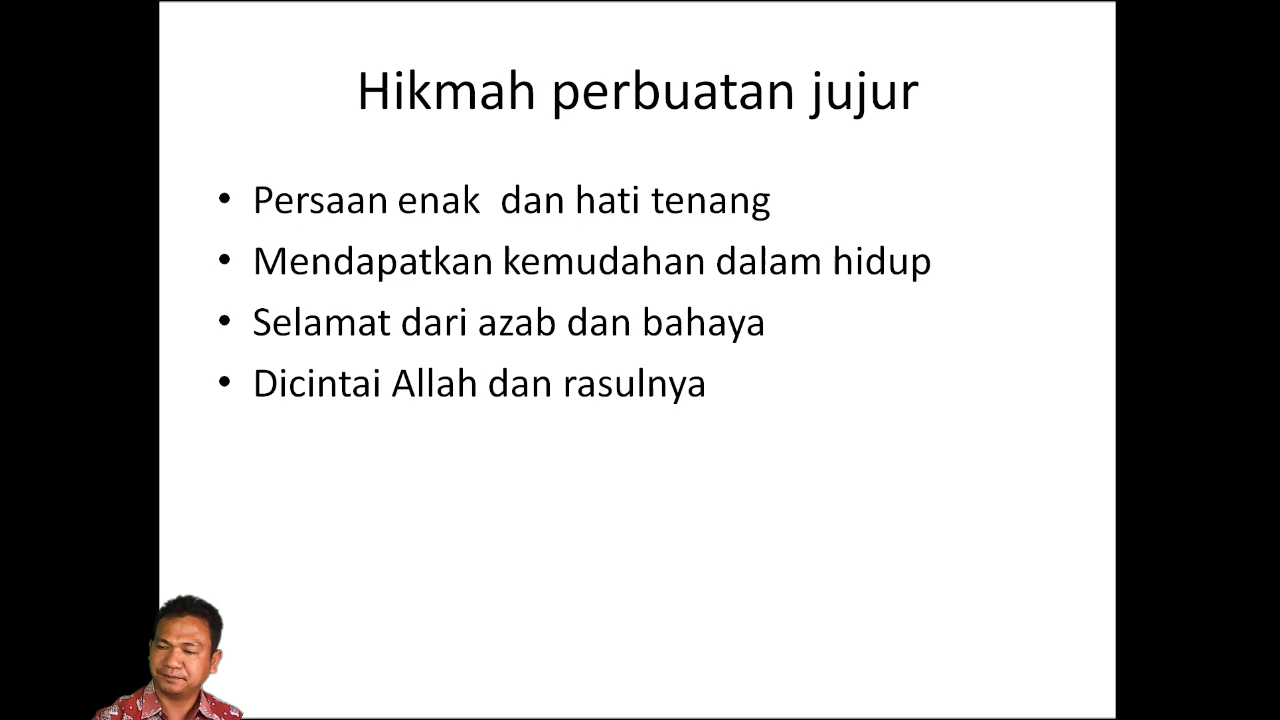 Hikmah perbuatan jujur
• Persaan enak  dan hati tenang
• Mendapatkan kemudahan dalam hidup
• Selamat dari azab dan bahaya
• Dicintai Allah dan rasulnya